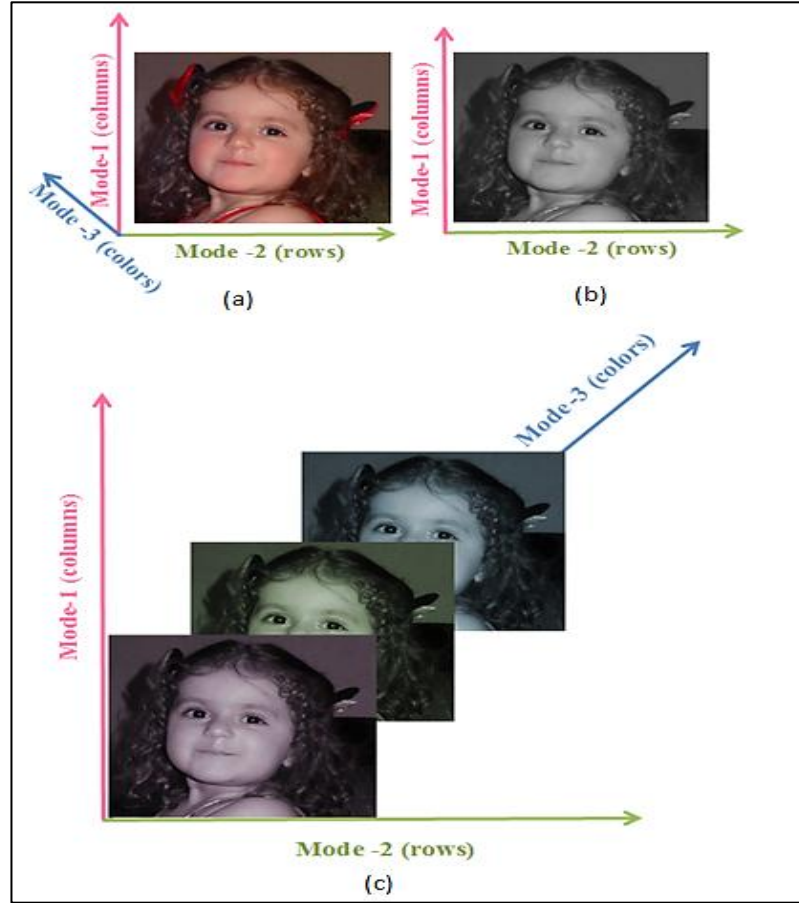 Mode-1 (columns)
Mode -3 (colors)
Mode -2 (rows)
(a)
Mode-1 (columns)
Mode -2 (rows)
(b)
Mode-3 (colors)
Mode-1 (columns)
Mode -2 (rows)
(c)